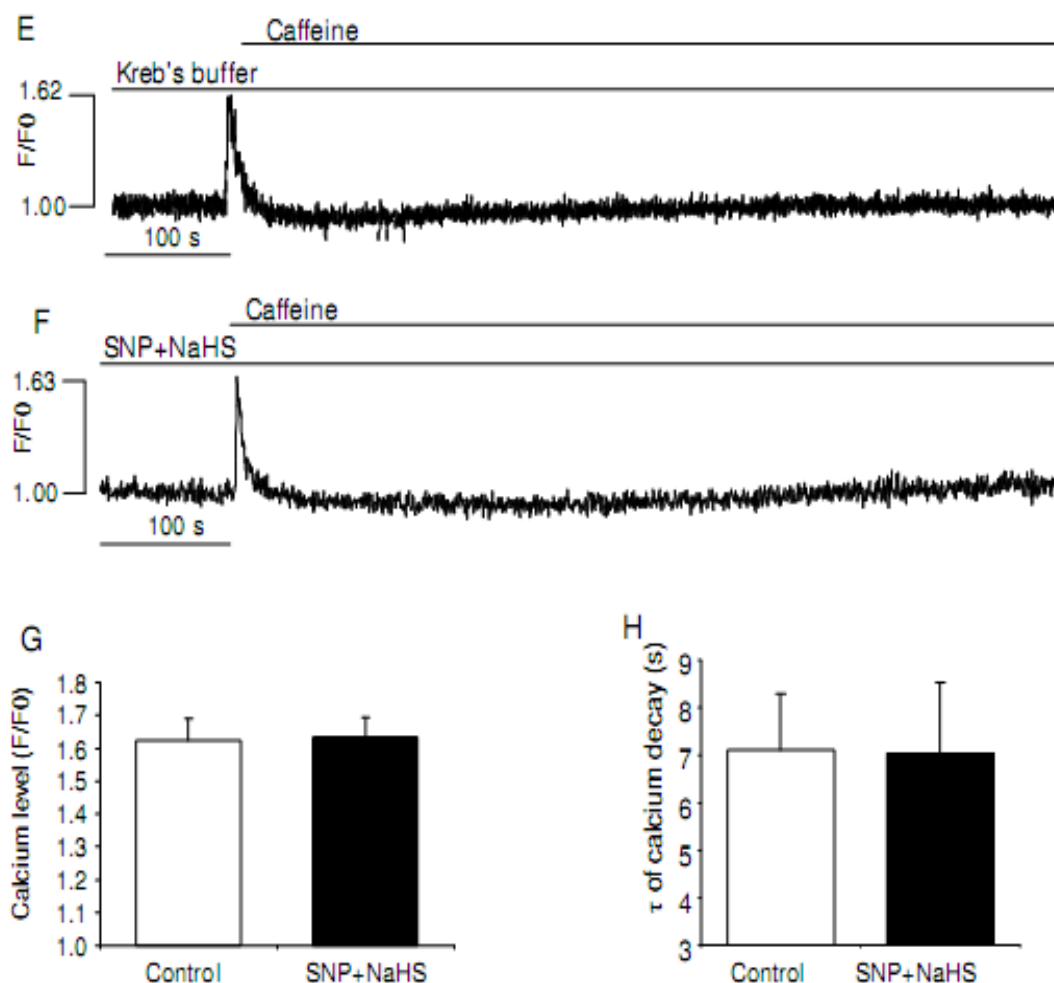 E
Caffeine
Kreb's buffer
1.62
F/F0
1.00
100 s
F
Caffeine
SNP+NaHS
1.63
F/F0
1.00
100 s
G
Calcium level (F/F0)
1.8
1.7
1.6
1.5
1.4
1.3
1.2
1.1
1.0
Control
SNP+NaHS
H
τ of calcium decay (s)
9
8
7
6
5
4
3
Control
SNP+NaHS